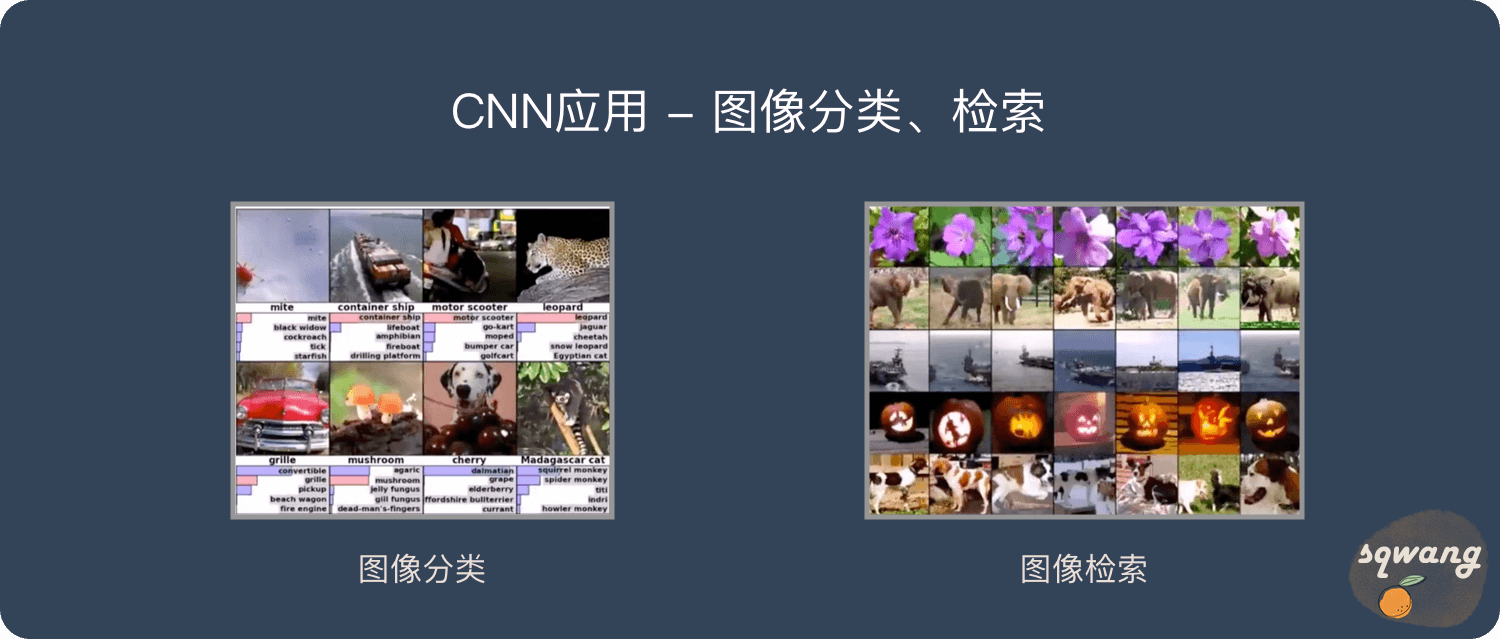 CNN应用 – 图像分类、检索
mite
container ship
motor scooter
leopard
mite
black widow
cockroach
tick
starfish
container ship
lifeboat
amphibian
fireboat
drilling platform
motor scooter
go-kart
moped
bumper car
golfcart
leopard
jaguar
cheetah
snow leopard
Egyptian cat
grille
mushroom
cherry
Madagascar cat
convertible
grille
pickup
beach wagon
fire engine
agaric
mushroom
jelly fungus
gill fungus
dead-man's-fingers
dalmatian
grape
elderberry
ffordshire bullterrier
currant
squirrel monkey
spider monkey
titi
indri
howler monkey
图像分类
图像检索
sqwang